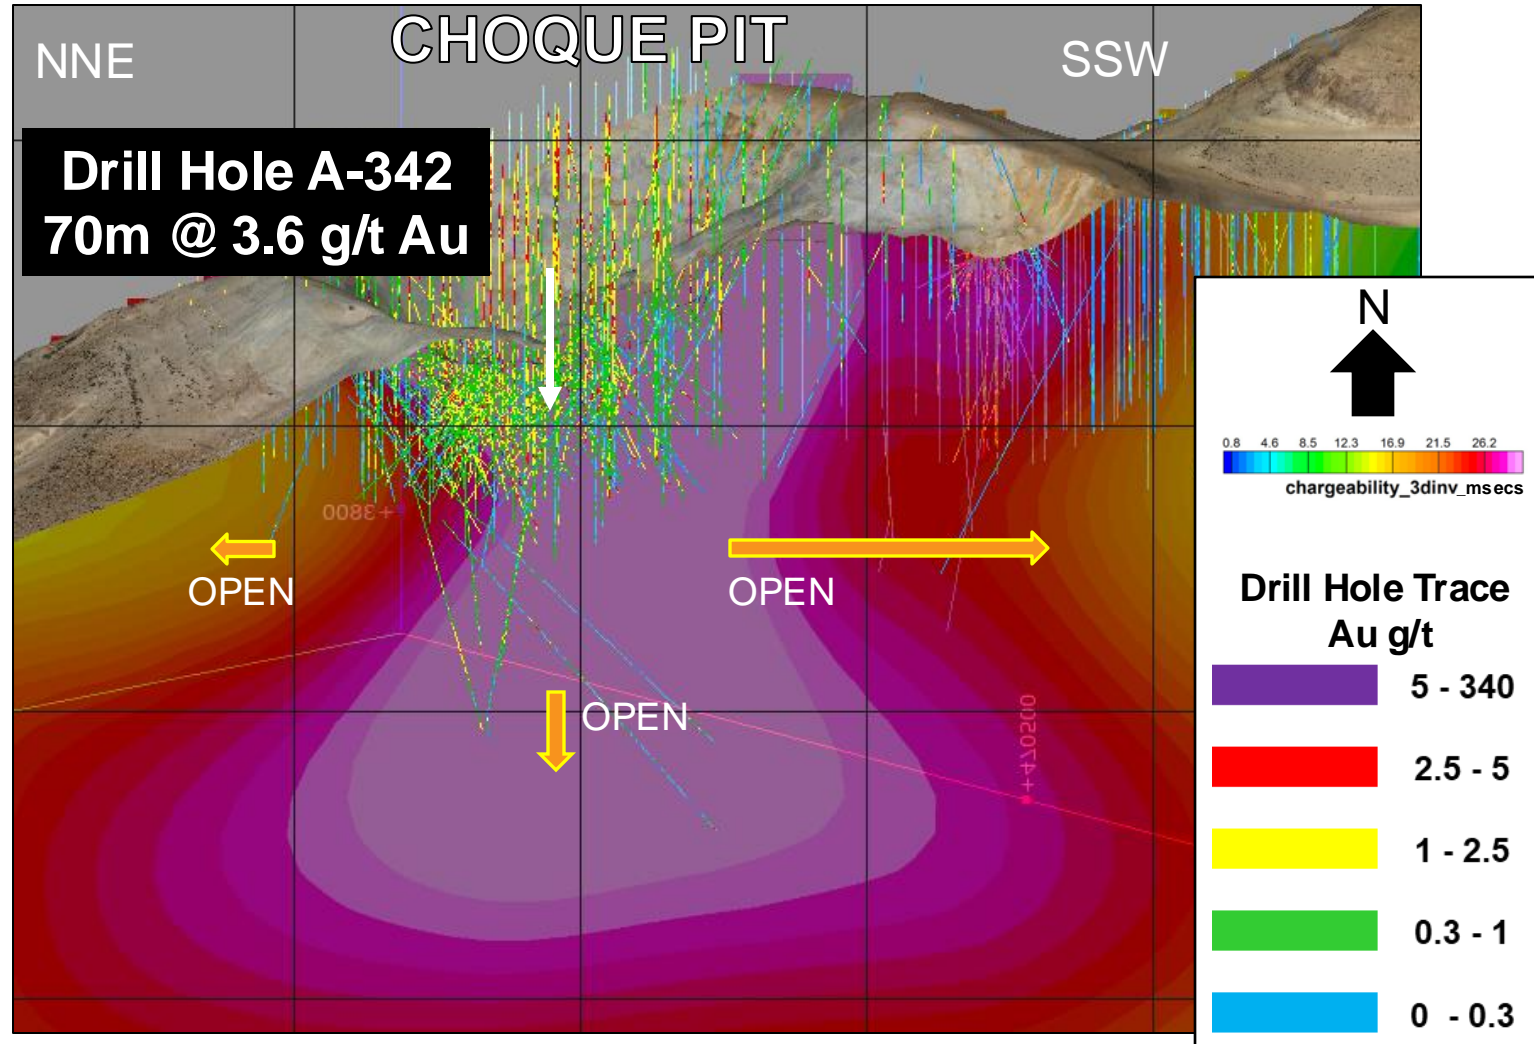 CHOQUE PIT
NNE
SSW
Drill Hole A-342
70m @ 3.6 g/t Au
N
0.8 4.6 8.5 12.3 16.9 21.5 26.2
chargeability_3dinv_msecs
+3800
OPEN
OPEN
OPEN
+470500
Drill Hole Trace
Au g/t
5 - 340
2.5 - 5
1 - 2.5
0.3 - 1
0 - 0.3